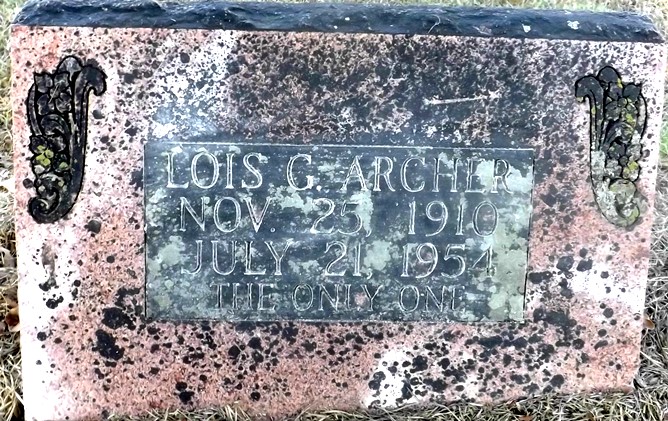 LOIS G. ARCHER
NOV. 25, 1910
JULY 21, 1954
THE ONLY ONE